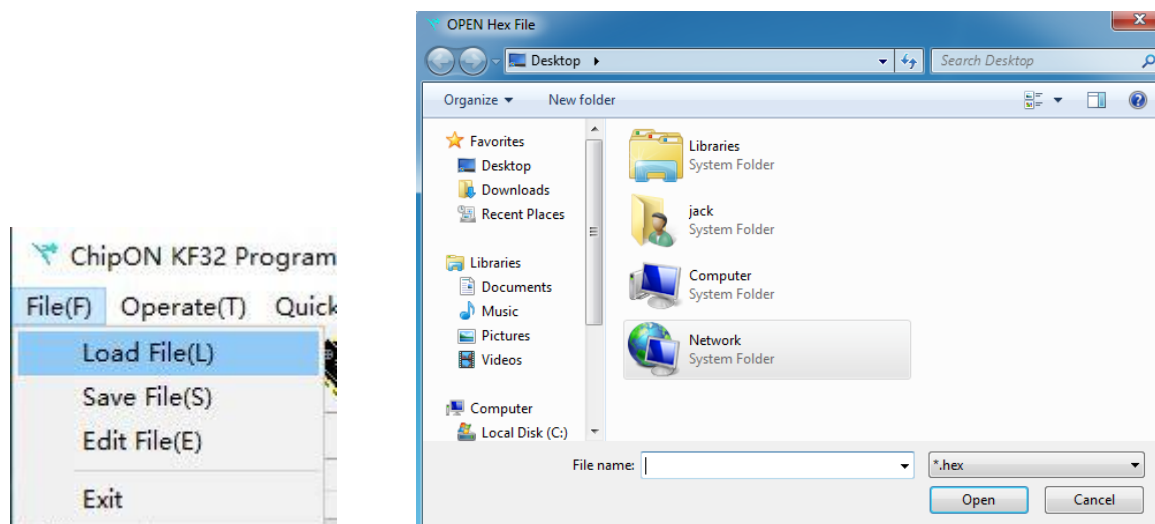 ChipON KF32 Program
File(F) Operate(T) Quick
Load File(L)
Save File(S)
Edit File(E)
Exit
OPEN Hex File
Desktop
Search Desktop
Organize New folder
Favorites
Desktop
Downloads
Recent Places
Libraries
Documents
Music
Pictures
Videos
Computer
Local Disk (C:)
Libraries
System Folder
jack
System Folder
Computer
System Folder
Network
System Folder
File name:
*.hex
Open Cancel